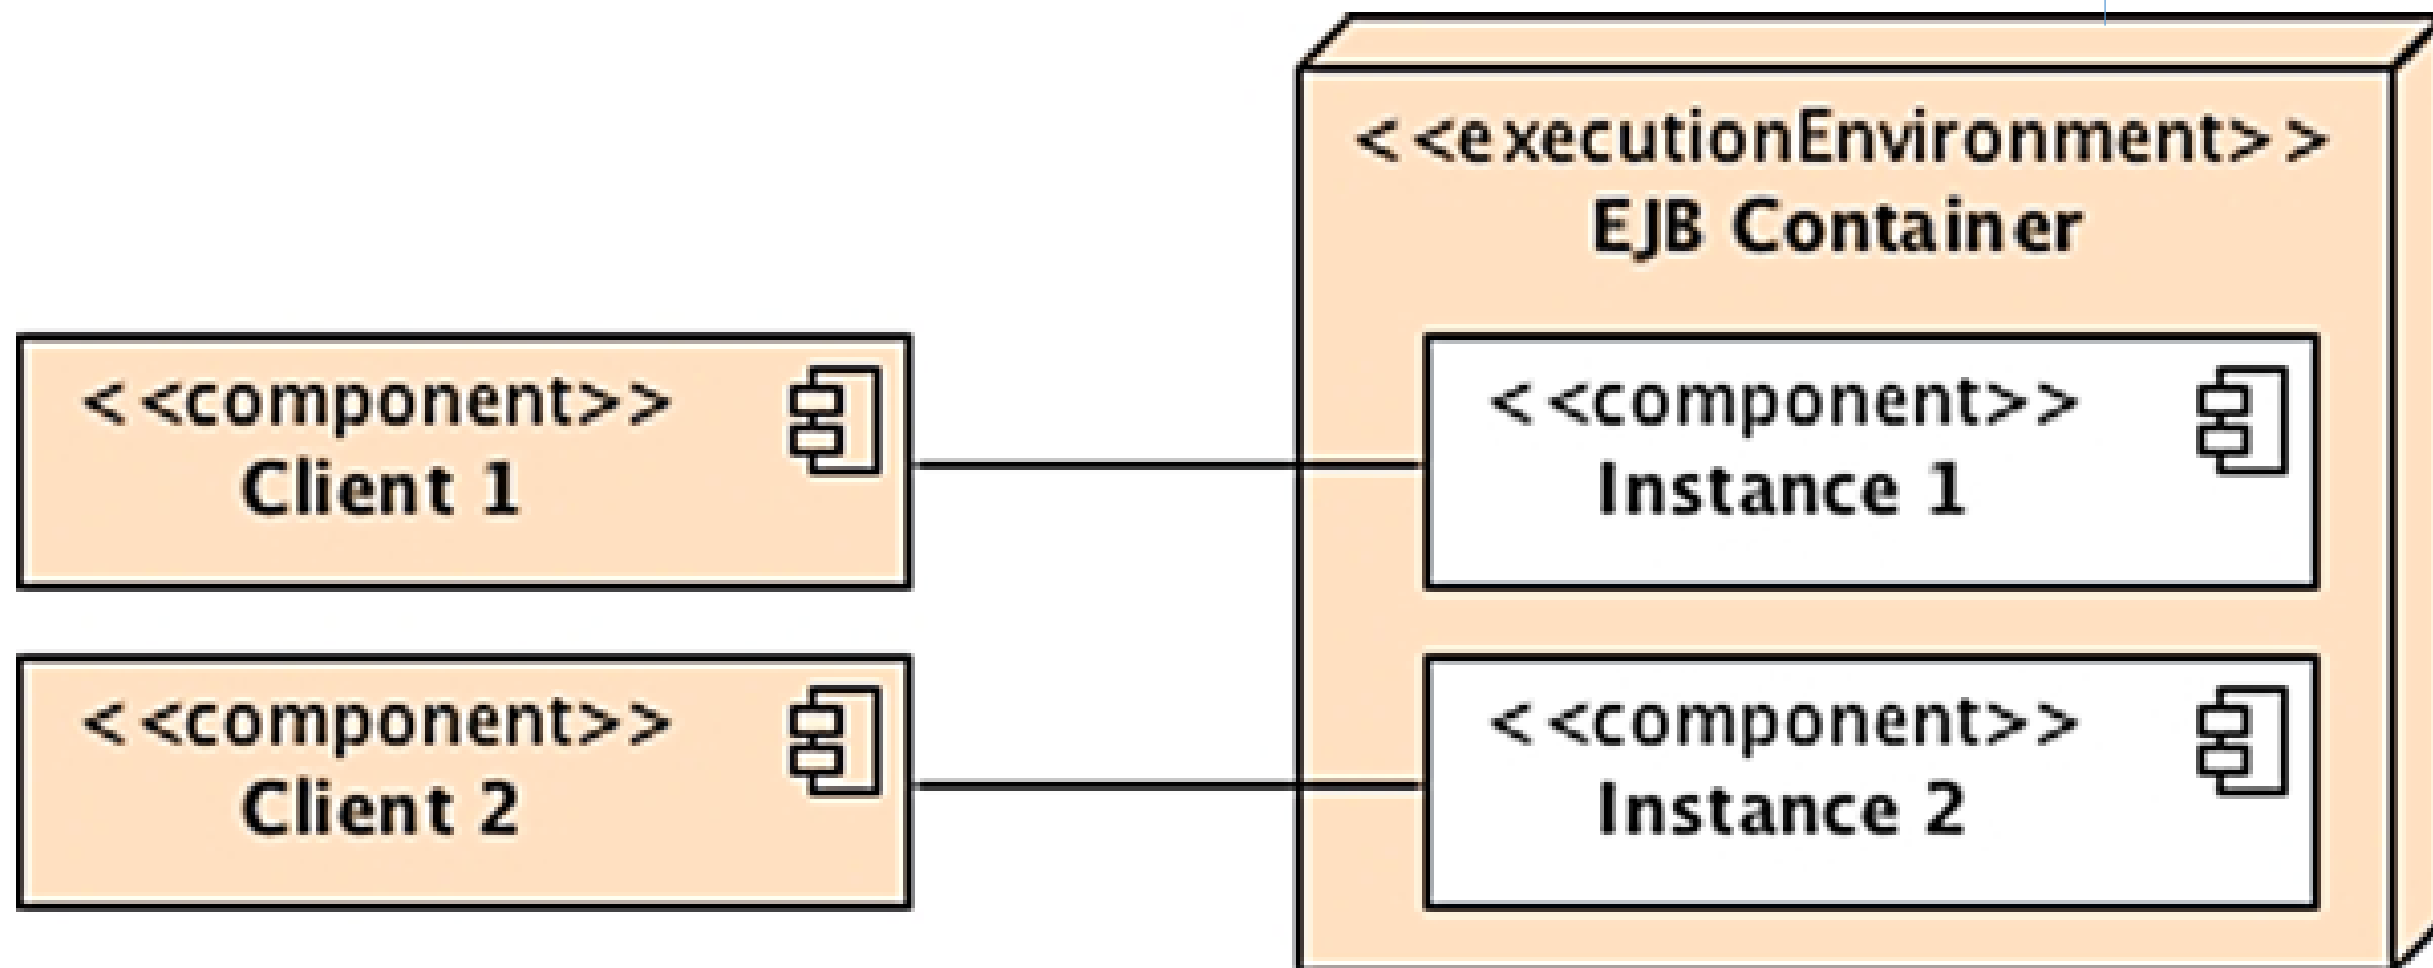 <<executionEnvironment>>
EJB Container
<<component>>
Client 1
<<component>>
Instance 1
<<component>>
Client 2
<<component>>
Instance 2